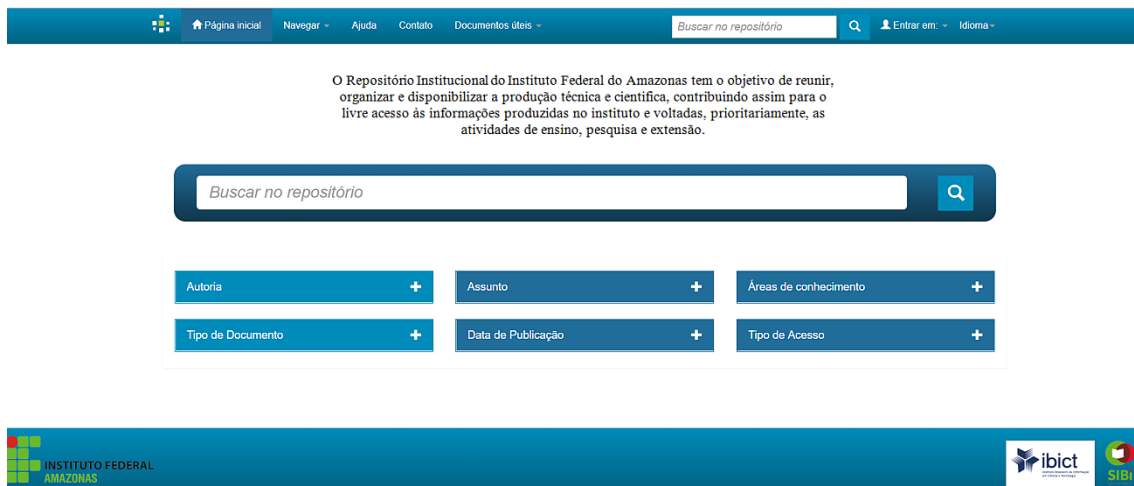 Página inicial Navegar Ajuda Contato Documentos úteis Buscar no repositório Entrar em: Idioma
O Repositório Institucional do Instituto Federal do Amazonas tem o objetivo de reunir,
organizar e disponibilizar a produção técnica e científica, contribuindo assim para o
livre acesso às informações produzidas no instituto e voltadas, prioritariamente, as
atividades de ensino, pesquisa e extensão.
Buscar no repositório
Autoria Assunto Áreas de conhecimento
Tipo de Documento Data de Publicação Tipo de Acesso
INSTITUTO FEDERAL
AMAZONAS
ibict